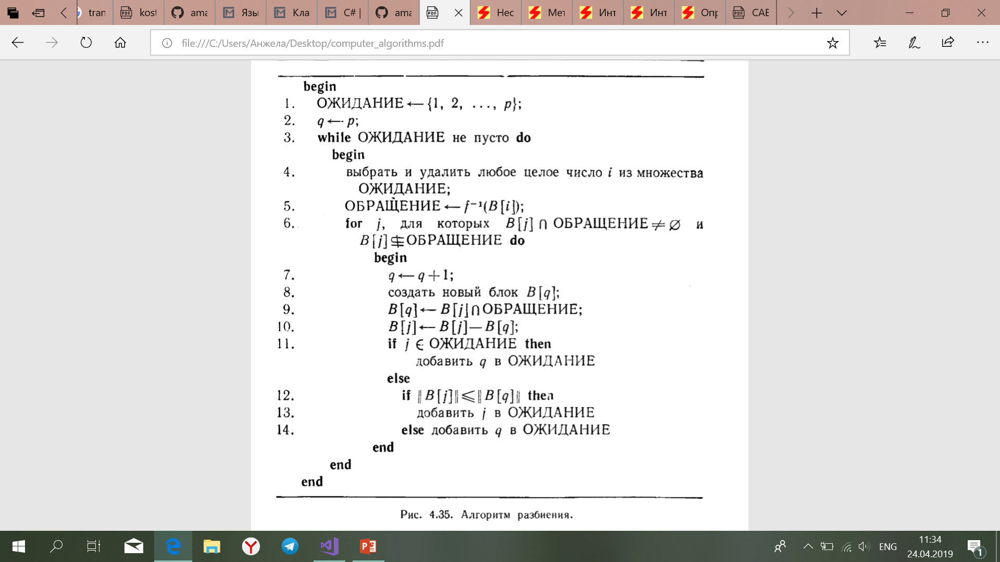 tran
kost
ama
Язы
Кла
C# |
ama
Нес
Мет
Инт
Инт
Опр
САЕ
file:///C:/Users/Анжела/Desktop/computer_algorithms.pdf
begin
1. ОЖИДАНИЕ ← {1, 2, ..., p};
2. q ← p;
3. while ОЖИДАНИЕ не пусто do
begin
4. выбрать и удалить любое целое число i из множества
ОЖИДАНИЕ;
5. ОБРАЩЕНИЕ ← f⁻¹(B[i]);
6. for j, для которых B[j] ∩ ОБРАЩЕНИЕ ≠ ∅ и
B[j] ⊈ ОБРАЩЕНИЕ do
begin
7. q ← q + 1;
8. создать новый блок B[q];
9. B[q] ← B[j] ∩ ОБРАЩЕНИЕ;
10. B[j] ← B[j] — B[q];
11. if j ∈ ОЖИДАНИЕ then
добавить q в ОЖИДАНИЕ
else
12. if ‖B[j]‖ ⩽ ‖B[q]‖ then
13. добавить j в ОЖИДАНИЕ
14. else добавить q в ОЖИДАНИЕ
end
end
end
Рис. 4.35. Алгоритм разбиения.
ENG
11:34
24.04.2019
1